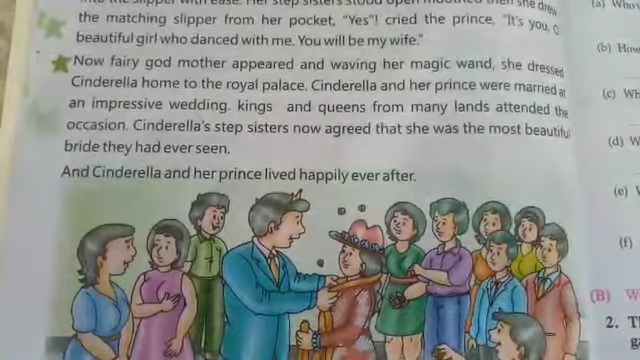 into the slipper with ease. Her step sisters stood open mouthed then she drew
the matching slipper from her pocket, "Yes"! cried the prince, "It's you, O
beautiful girl who danced with me. You will be my wife."
Now fairy god mother appeared and waving her magic wand, she dressed
Cinderella home to the royal palace. Cinderella and her prince were married at
an impressive wedding. kings and queens from many lands attended the
occasion. Cinderella's step sisters now agreed that she was the most beautiful
bride they had ever seen.
And Cinderella and her prince lived happily ever after.
(a)
(b) How
(c)
(d)
(e)
(f)
(B)
2.